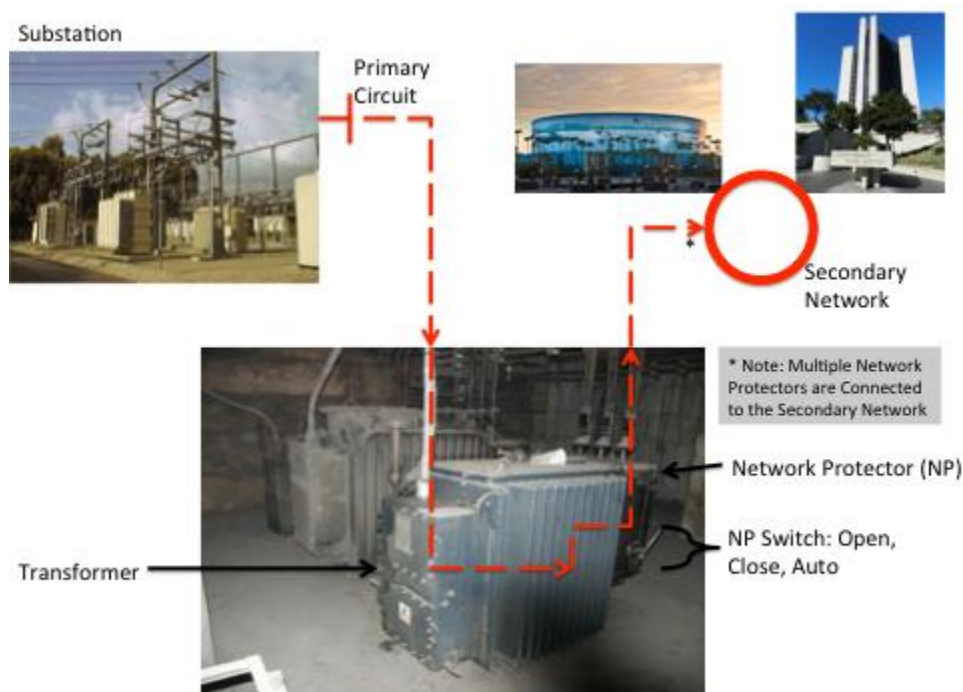 Substation
Primary
Circuit
Secondary
Network
* 
* Note: Multiple Network
Protectors are Connected
to the Secondary Network
Network Protector (NP)
NP Switch: Open,
Close, Auto
Transformer